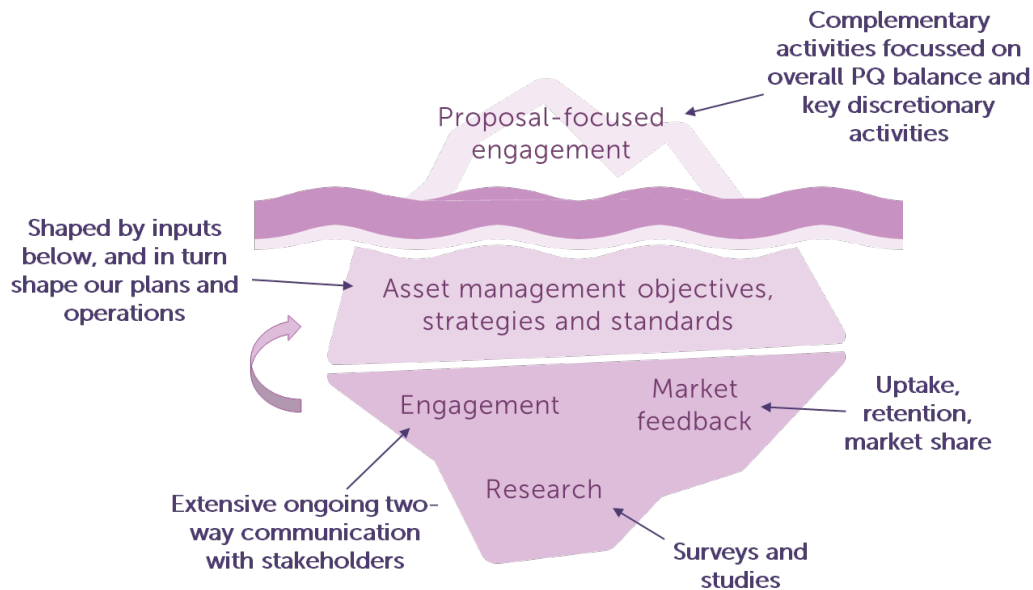 Complementary
activities focussed on
overall PQ balance and
key discretionary
activities
Proposal-focused
engagement
Shaped by inputs
below, and in turn
shape our plans and
operations
Asset management objectives,
strategies and standards
Engagement
Market
feedback
Uptake,
retention,
market share
Research
Extensive ongoing two-
way communication
with stakeholders
Surveys and
studies